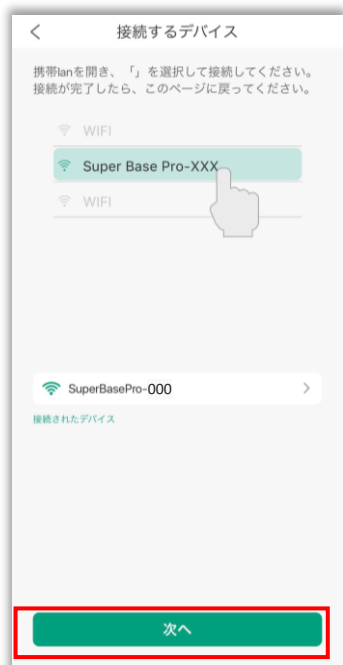 接続するデバイス
携帯lanを開き、「」を選択して接続してください。
接続が完了したら、このページに戻ってください。
WIFI
Super Base Pro-XXX
WIFI
SuperBasePro-000
接続されたデバイス
次へ